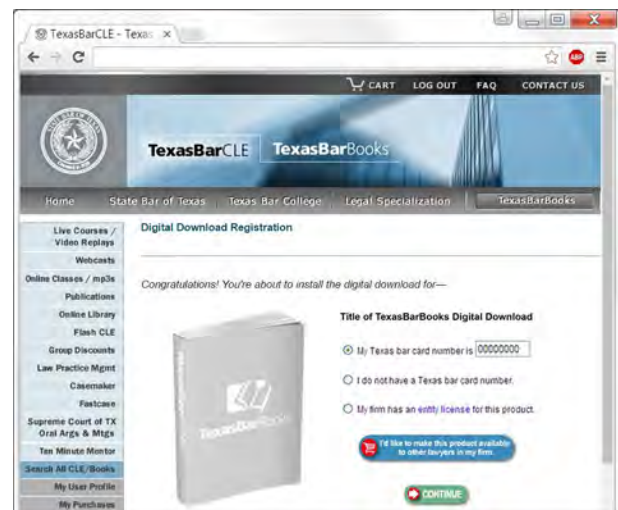 TexasBarCLE - Texas
ABP
CART LOG OUT FAQ CONTACT US
TexasBarCLE TexasBarBooks
Home State Bar of Texas Texas Bar College Legal Specialization TexasBarBooks
Live Courses /
Video Replays
Webcasts
Online Classes / mp3s
Publications
Online Library
Flash CLE
Group Discounts
Law Practice Mgmt
Casemaker
Fastcase
Supreme Court of TX
Oral Args & Mtgs
Ten Minute Mentor
Search All CLE/Books
My User Profile
My Purchases
Digital Download Registration
Congratulations! You're about to install the digital download for—
TexasBarBooks
Title of TexasBarBooks Digital Download
My Texas bar card number is 00000000
I do not have a Texas bar card number.
My firm has an entity license for this product.
I'd like to make this product available
to other lawyers in my firm.
CONTINUE